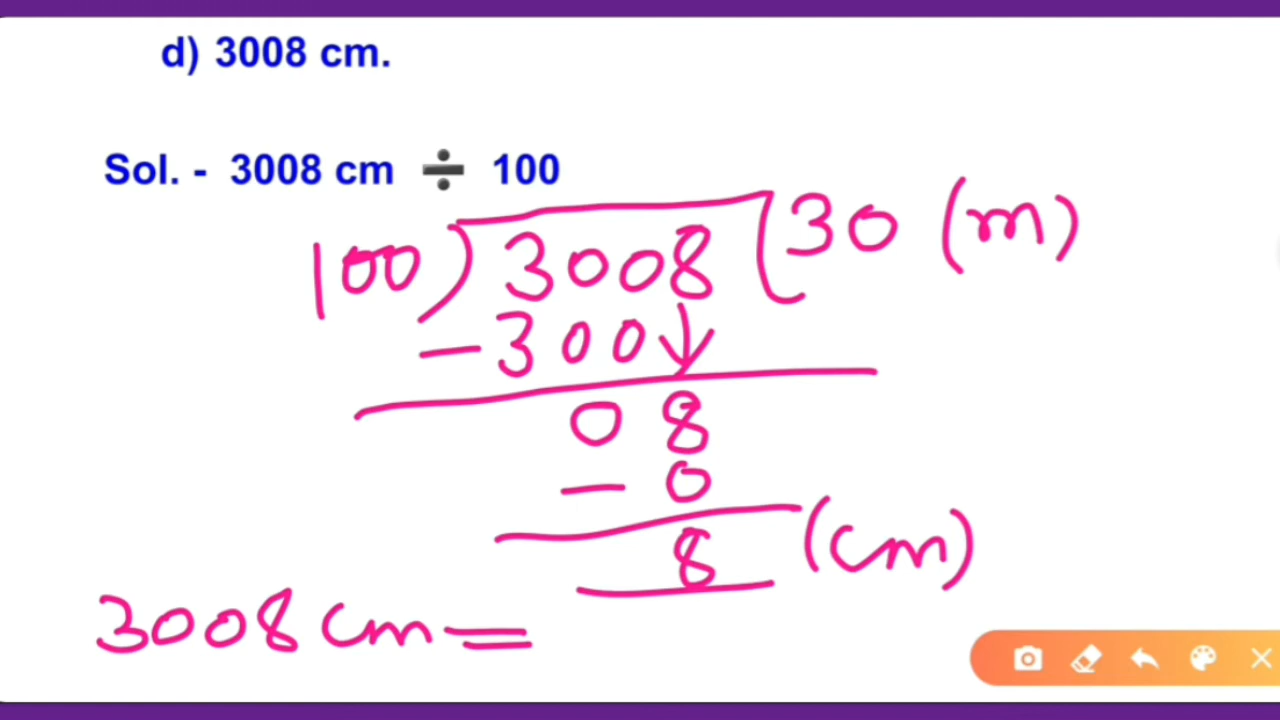 d) 3008 cm.
Sol. - 3008 cm ➗ 100
100) 3008 [30 (m)
- 300↓
08
- 0
8 (cm)
3008 cm =